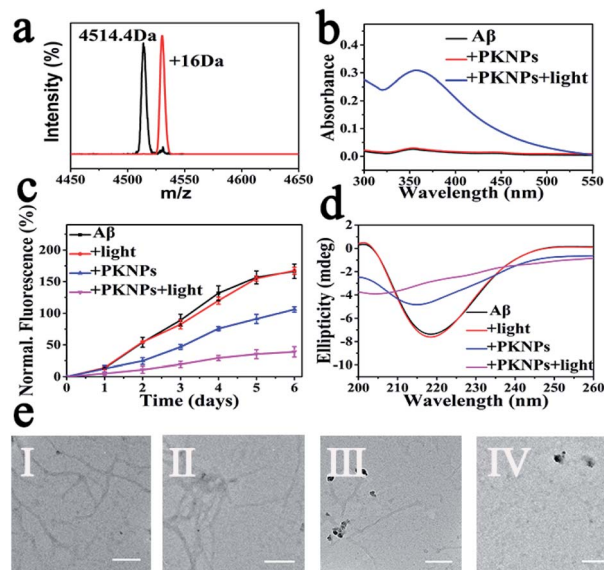 a
4514.4Da
+16Da
Intensity (%)
4450 4500 4550 4600 4650
m/z
b
Aβ
+PKNPs
+PKNPs+light
Absorbance
0.4
0.3
0.2
0.1
0.0
300 350 400 450 500 550
Wavelength (nm)
c
Aβ
+light
+PKNPs
+PKNPs+light
Normal. Fluorescence (%)
200
150
100
50
0
0 1 2 3 4 5 6
Time (days)
d
Ellipticity (mdeg)
2
0
-2
-4
-6
-8
-10
Aβ
+light
+PKNPs
+PKNPs+light
200 210 220 230 240 250 260
Wavelength (nm)
e
I
II
III
IV